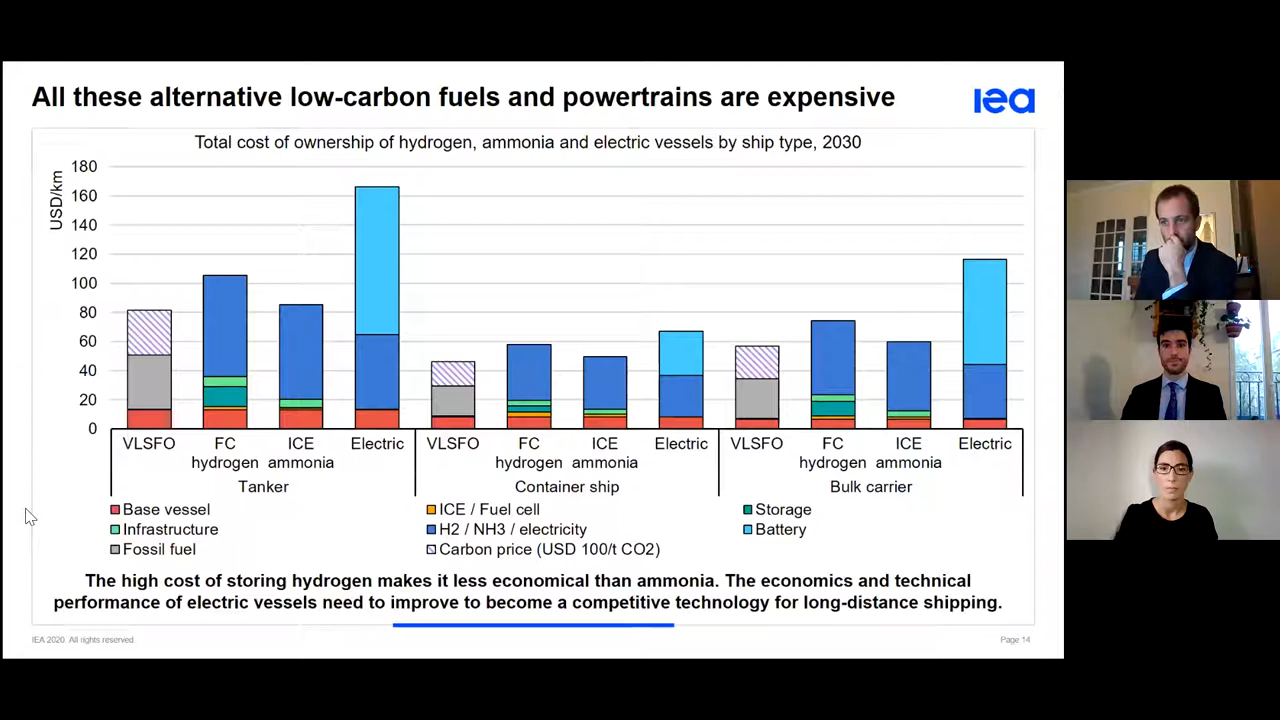 All these alternative low-carbon fuels and powertrains are expensive
iea
Total cost of ownership of hydrogen, ammonia and electric vessels by ship type, 2030
USD/km
180
160
140
120
100
80
60
40
20
0
VLSFO FC ICE Electric VLSFO FC ICE Electric VLSFO FC ICE Electric
hydrogen ammonia hydrogen ammonia hydrogen ammonia
Tanker Container ship Bulk carrier
Base vessel ICE / Fuel cell Storage
Infrastructure H2 / NH3 / electricity Battery
Fossil fuel Carbon price (USD 100/t CO2)
The high cost of storing hydrogen makes it less economical than ammonia. The economics and technical
performance of electric vessels need to improve to become a competitive technology for long-distance shipping.
IEA 2020. All rights reserved. Page 14